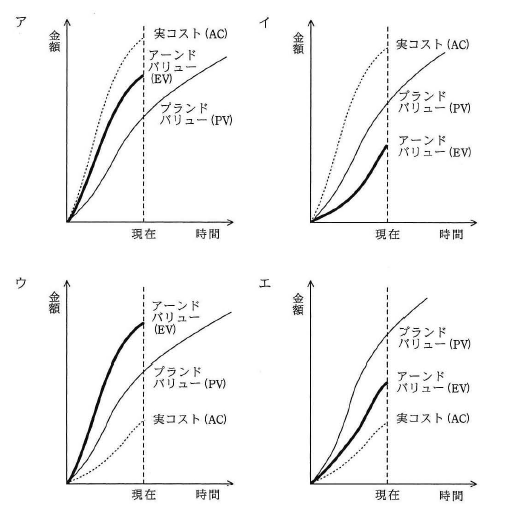 ア
金額
実コスト(AC)
アーンド
バリュー
(EV)
プランド
バリュー(PV)
現在
時間
イ
金額
実コスト(AC)
プランド
バリュー(PV)
アーンド
バリュー(EV)
現在
時間
ウ
金額
アーンド
バリュー
(EV)
プランド
バリュー(PV)
実コスト(AC)
現在
時間
エ
金額
プランド
バリュー(PV)
アーンド
バリュー(EV)
実コスト(AC)
現在
時間